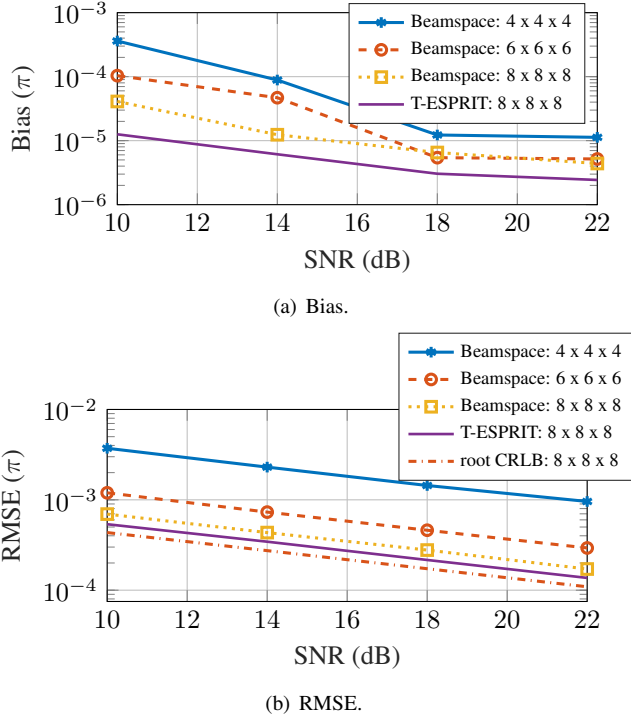 10−3
10−4
10−5
10−6
Bias (π)
Beamspace: 4 x 4 x 4
Beamspace: 6 x 6 x 6
Beamspace: 8 x 8 x 8
T-ESPRIT: 8 x 8 x 8
10 12 14 16 18 20 22
SNR (dB)
(a) Bias.
Beamspace: 4 x 4 x 4
Beamspace: 6 x 6 x 6
Beamspace: 8 x 8 x 8
T-ESPRIT: 8 x 8 x 8
root CRLB: 8 x 8 x 8
10−2
10−3
10−4
RMSE (π)
10 12 14 16 18 20 22
SNR (dB)
(b) RMSE.